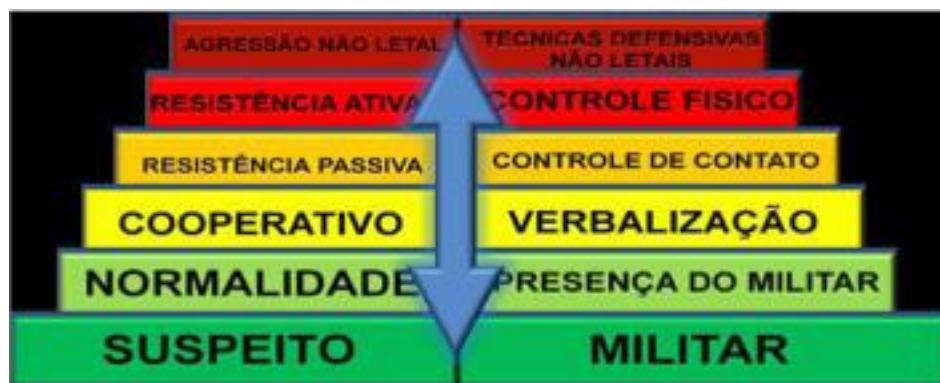 AGRESSÃO NÃO LETAL
TECNICAS DEFENSIVAS
NÃO LETAIS
RESISTÊNCIA ATIVA
CONTROLE FISICO
RESISTÊNCIA PASSIVA
CONTROLE DE CONTATO
COOPERATIVO
VERBALIZAÇÃO
NORMALIDADE
PRESENÇA DO MILITAR
SUSPEITO
MILITAR